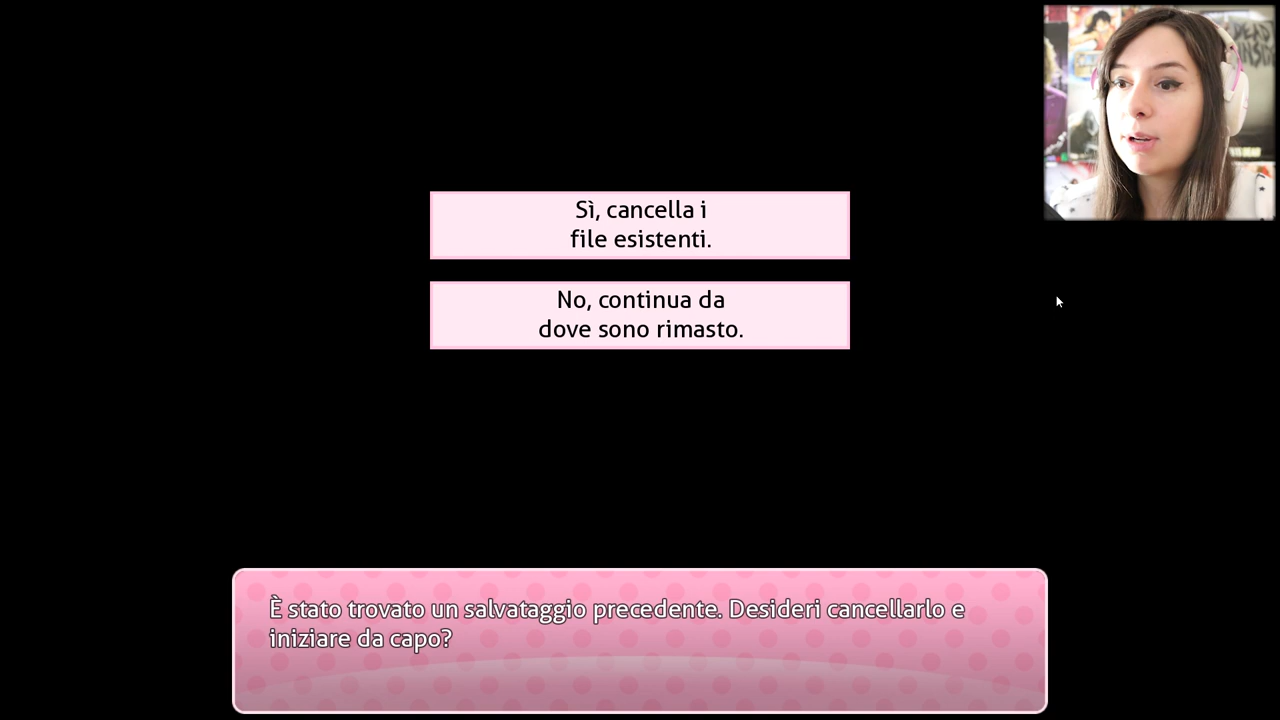 Sì, cancella i
file esistenti.
No, continua da
dove sono rimasto.
È stato trovato un salvataggio precedente. Desideri cancellarlo e
iniziare da capo?